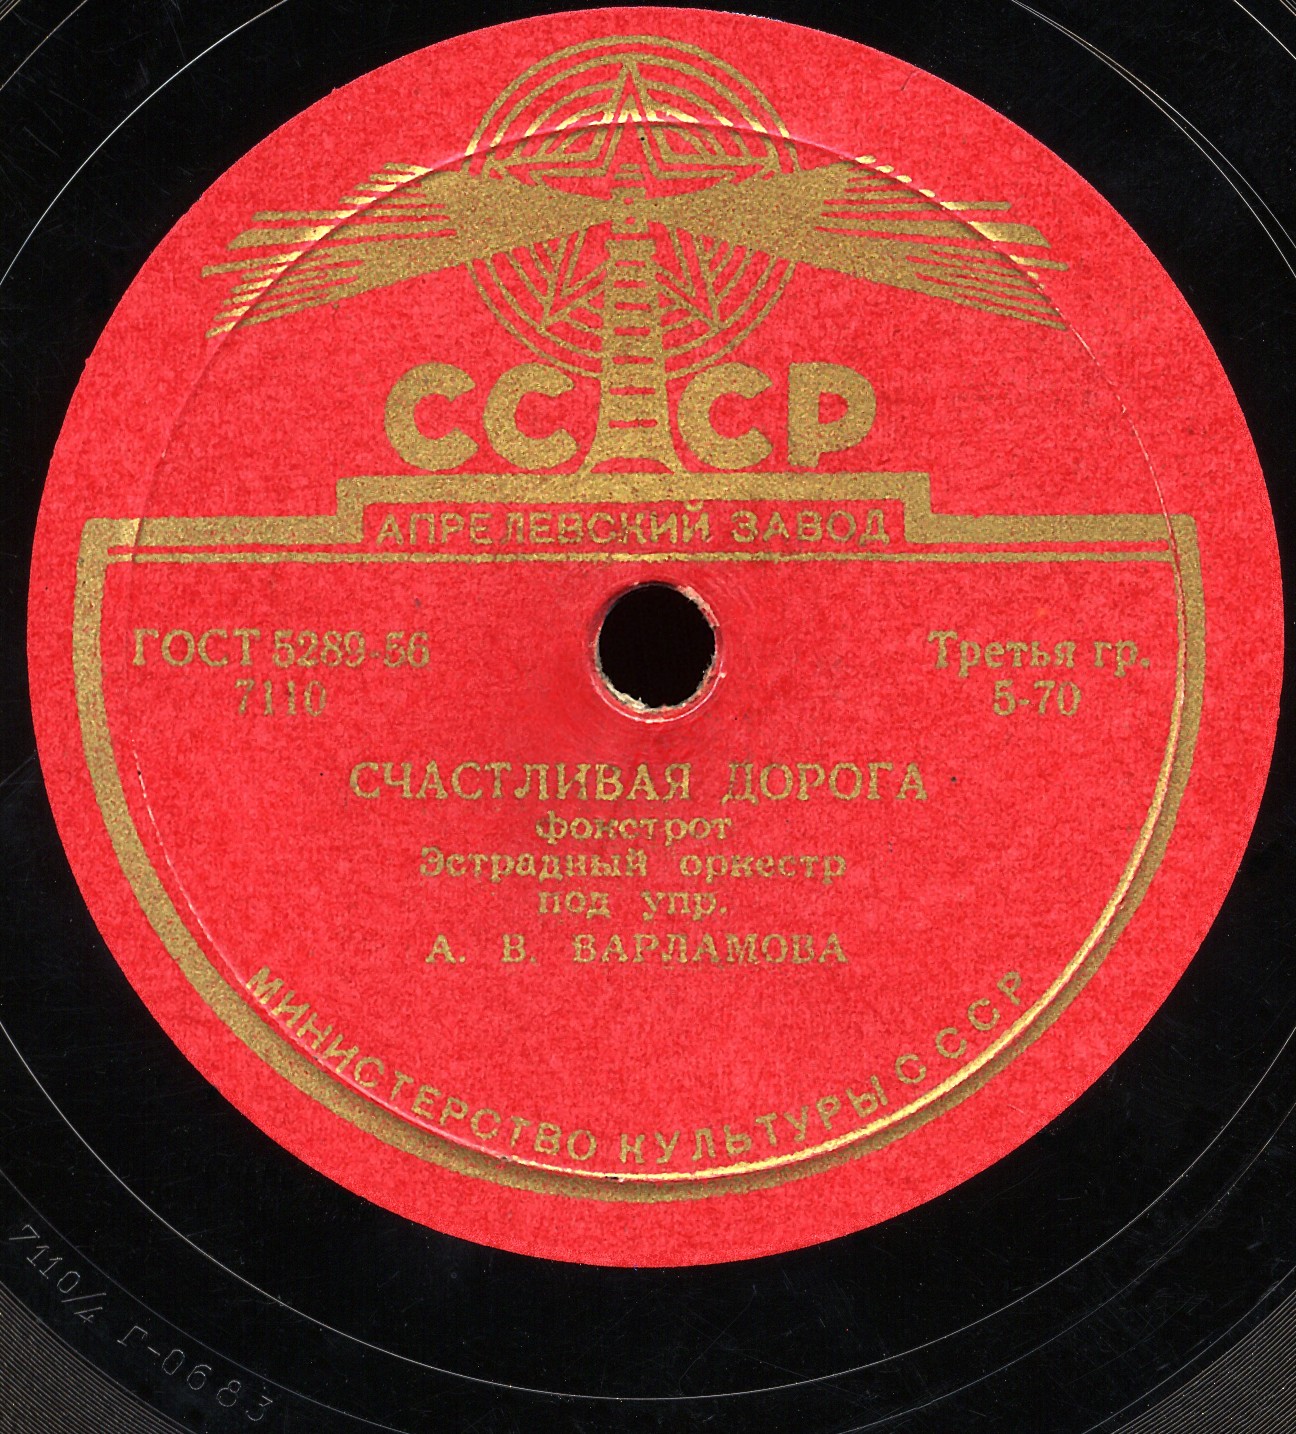 СССР
АПРЕЛЕВСКИЙ ЗАВОД
ГОСТ 5289-56
7110
Третья гр.
5-70
СЧАСТЛИВАЯ ДОРОГА
Фокстрот
Эстрадный оркестр
под упр.
А. В. ВАРЛАМОВА
МИНИСТЕРСТВО КУЛЬТУРЫ СССР
7110/4 Г-0683